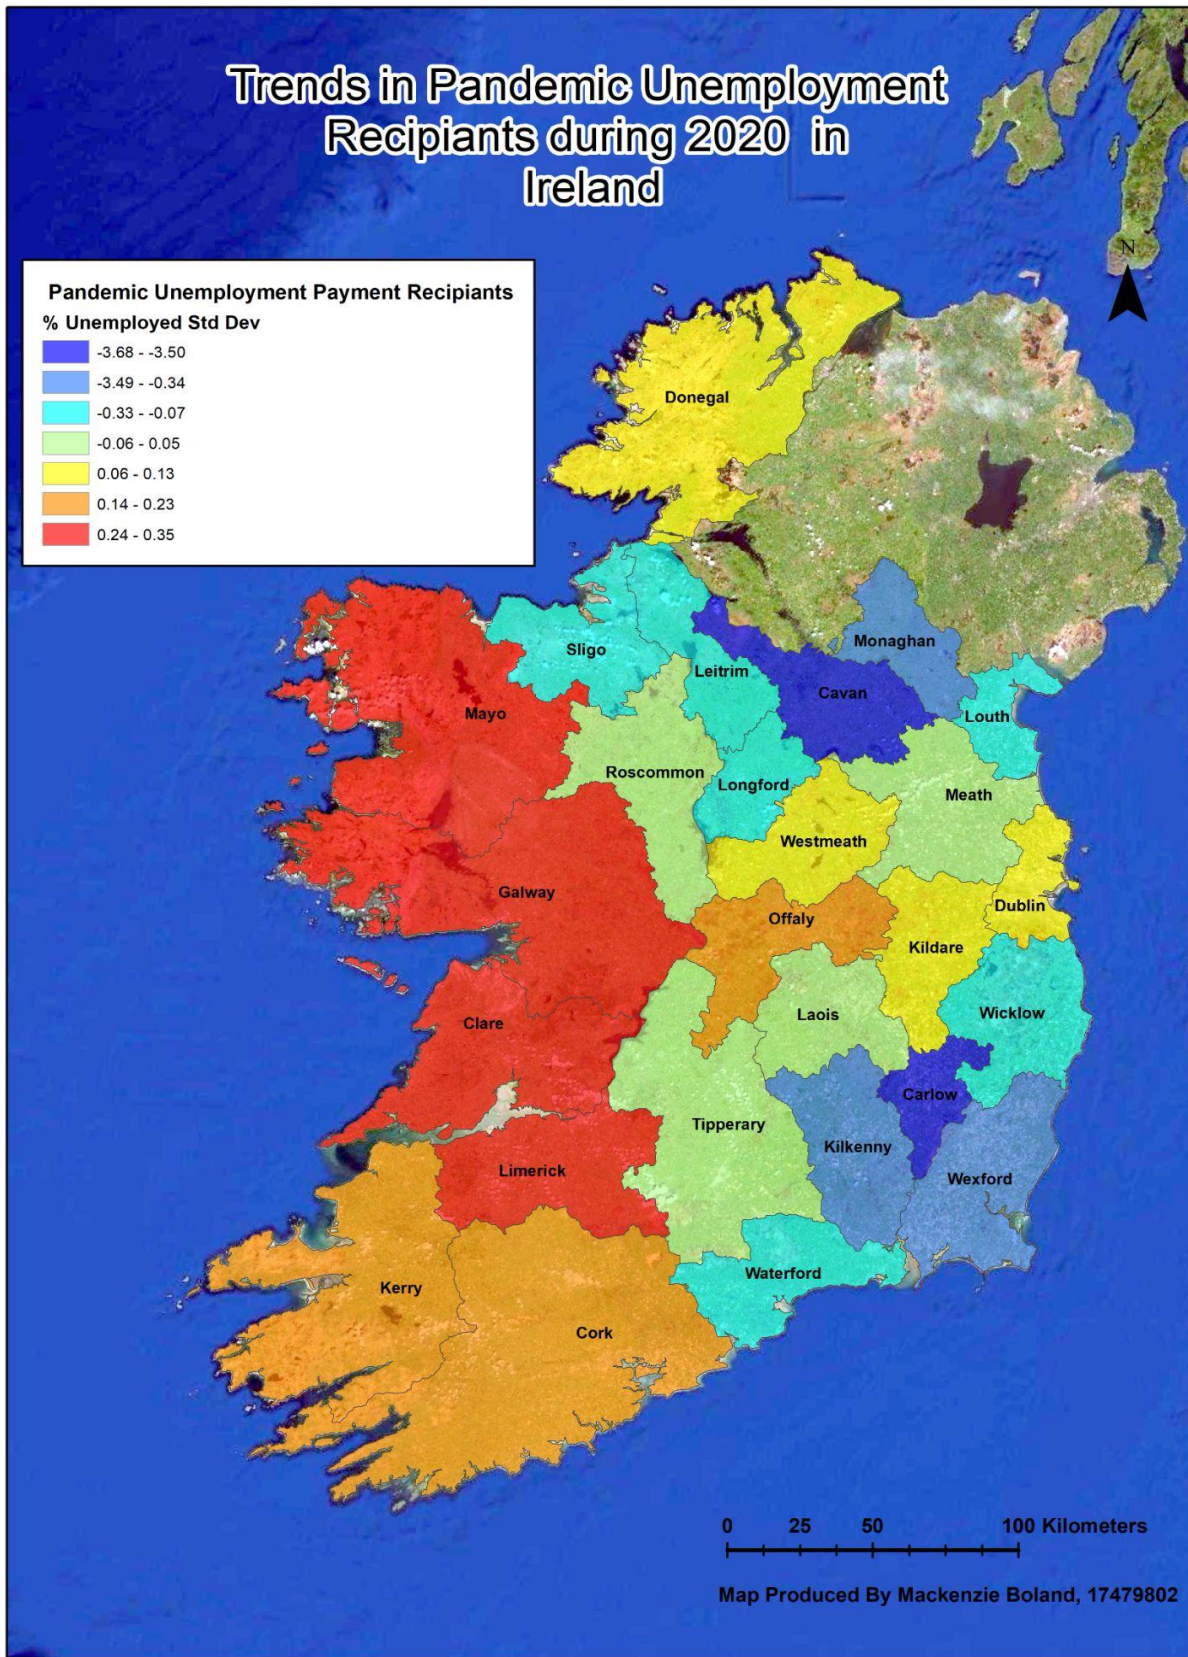 Trends in Pandemic Unemployment
Recipiants during 2020 in
Ireland
N
Pandemic Unemployment Payment Recipiants
% Unemployed Std Dev
-3.68 - -3.50
-3.49 - -0.34
-0.33 - -0.07
-0.06 - 0.05
0.06 - 0.13
0.14 - 0.23
0.24 - 0.35
Donegal
Monaghan
Sligo
Leitrim
Cavan
Mayo
Louth
Roscommon
Longford
Meath
Westmeath
Galway
Offaly
Dublin
Kildare
Clare
Laois
Wicklow
Carlow
Tipperary
Kilkenny
Limerick
Wexford
Waterford
Kerry
Cork
0 25 50 100 Kilometers
Map Produced By Mackenzie Boland, 17479802